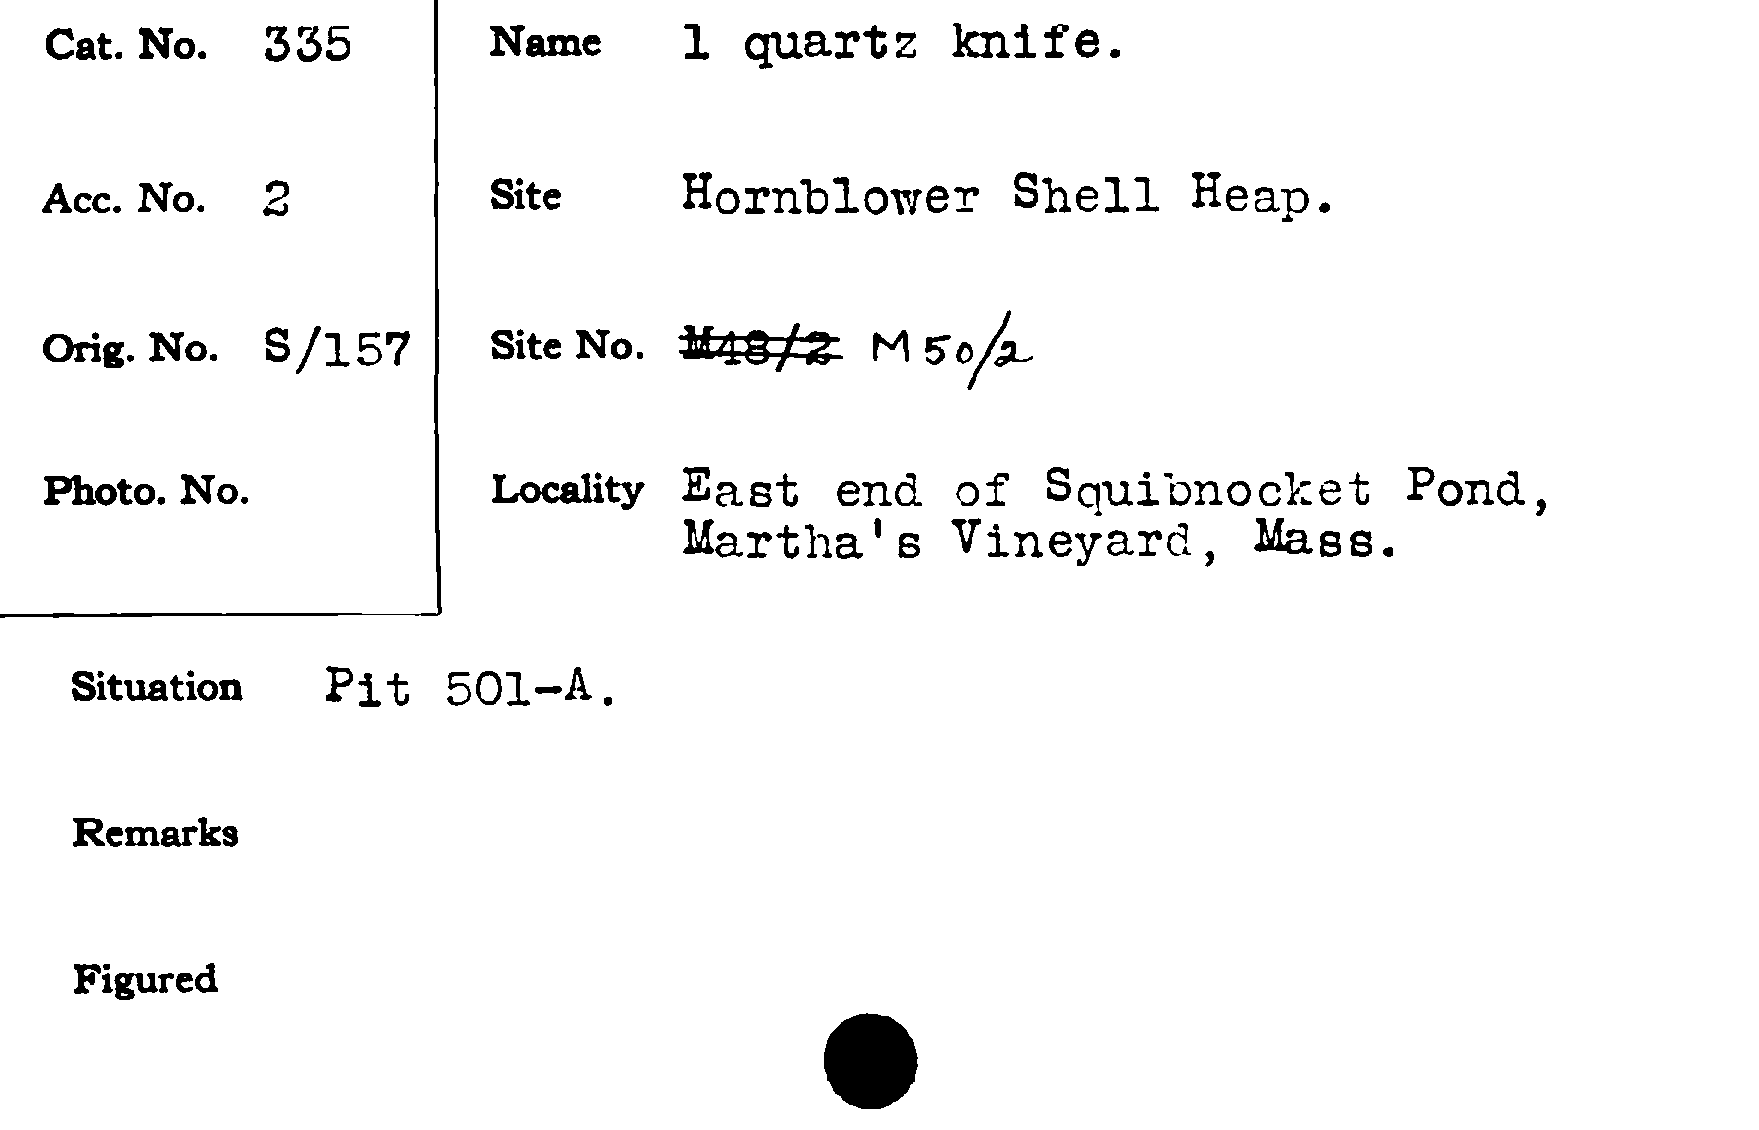 Cat. No. 335
Name 1 quartz knife.
Acc. No. 2
Site Hornblower Shell Heap.
Orig. No. S/157
Site No. M48/2 M50/2
Photo. No.
Locality East end of Squibnocket Pond,
Martha's Vineyard, Mass.
Situation Pit 501-A.
Remarks
Figured